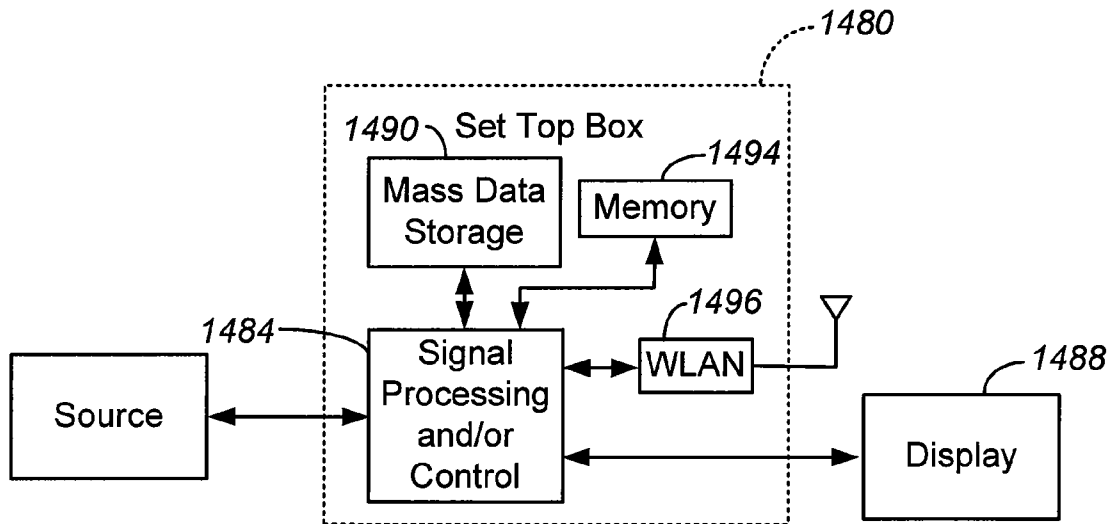 1480
Set Top Box
1490
1494
Mass Data
Storage
Memory
1496
1484
Signal
Processing
and/or
Control
WLAN
1488
Source
Display